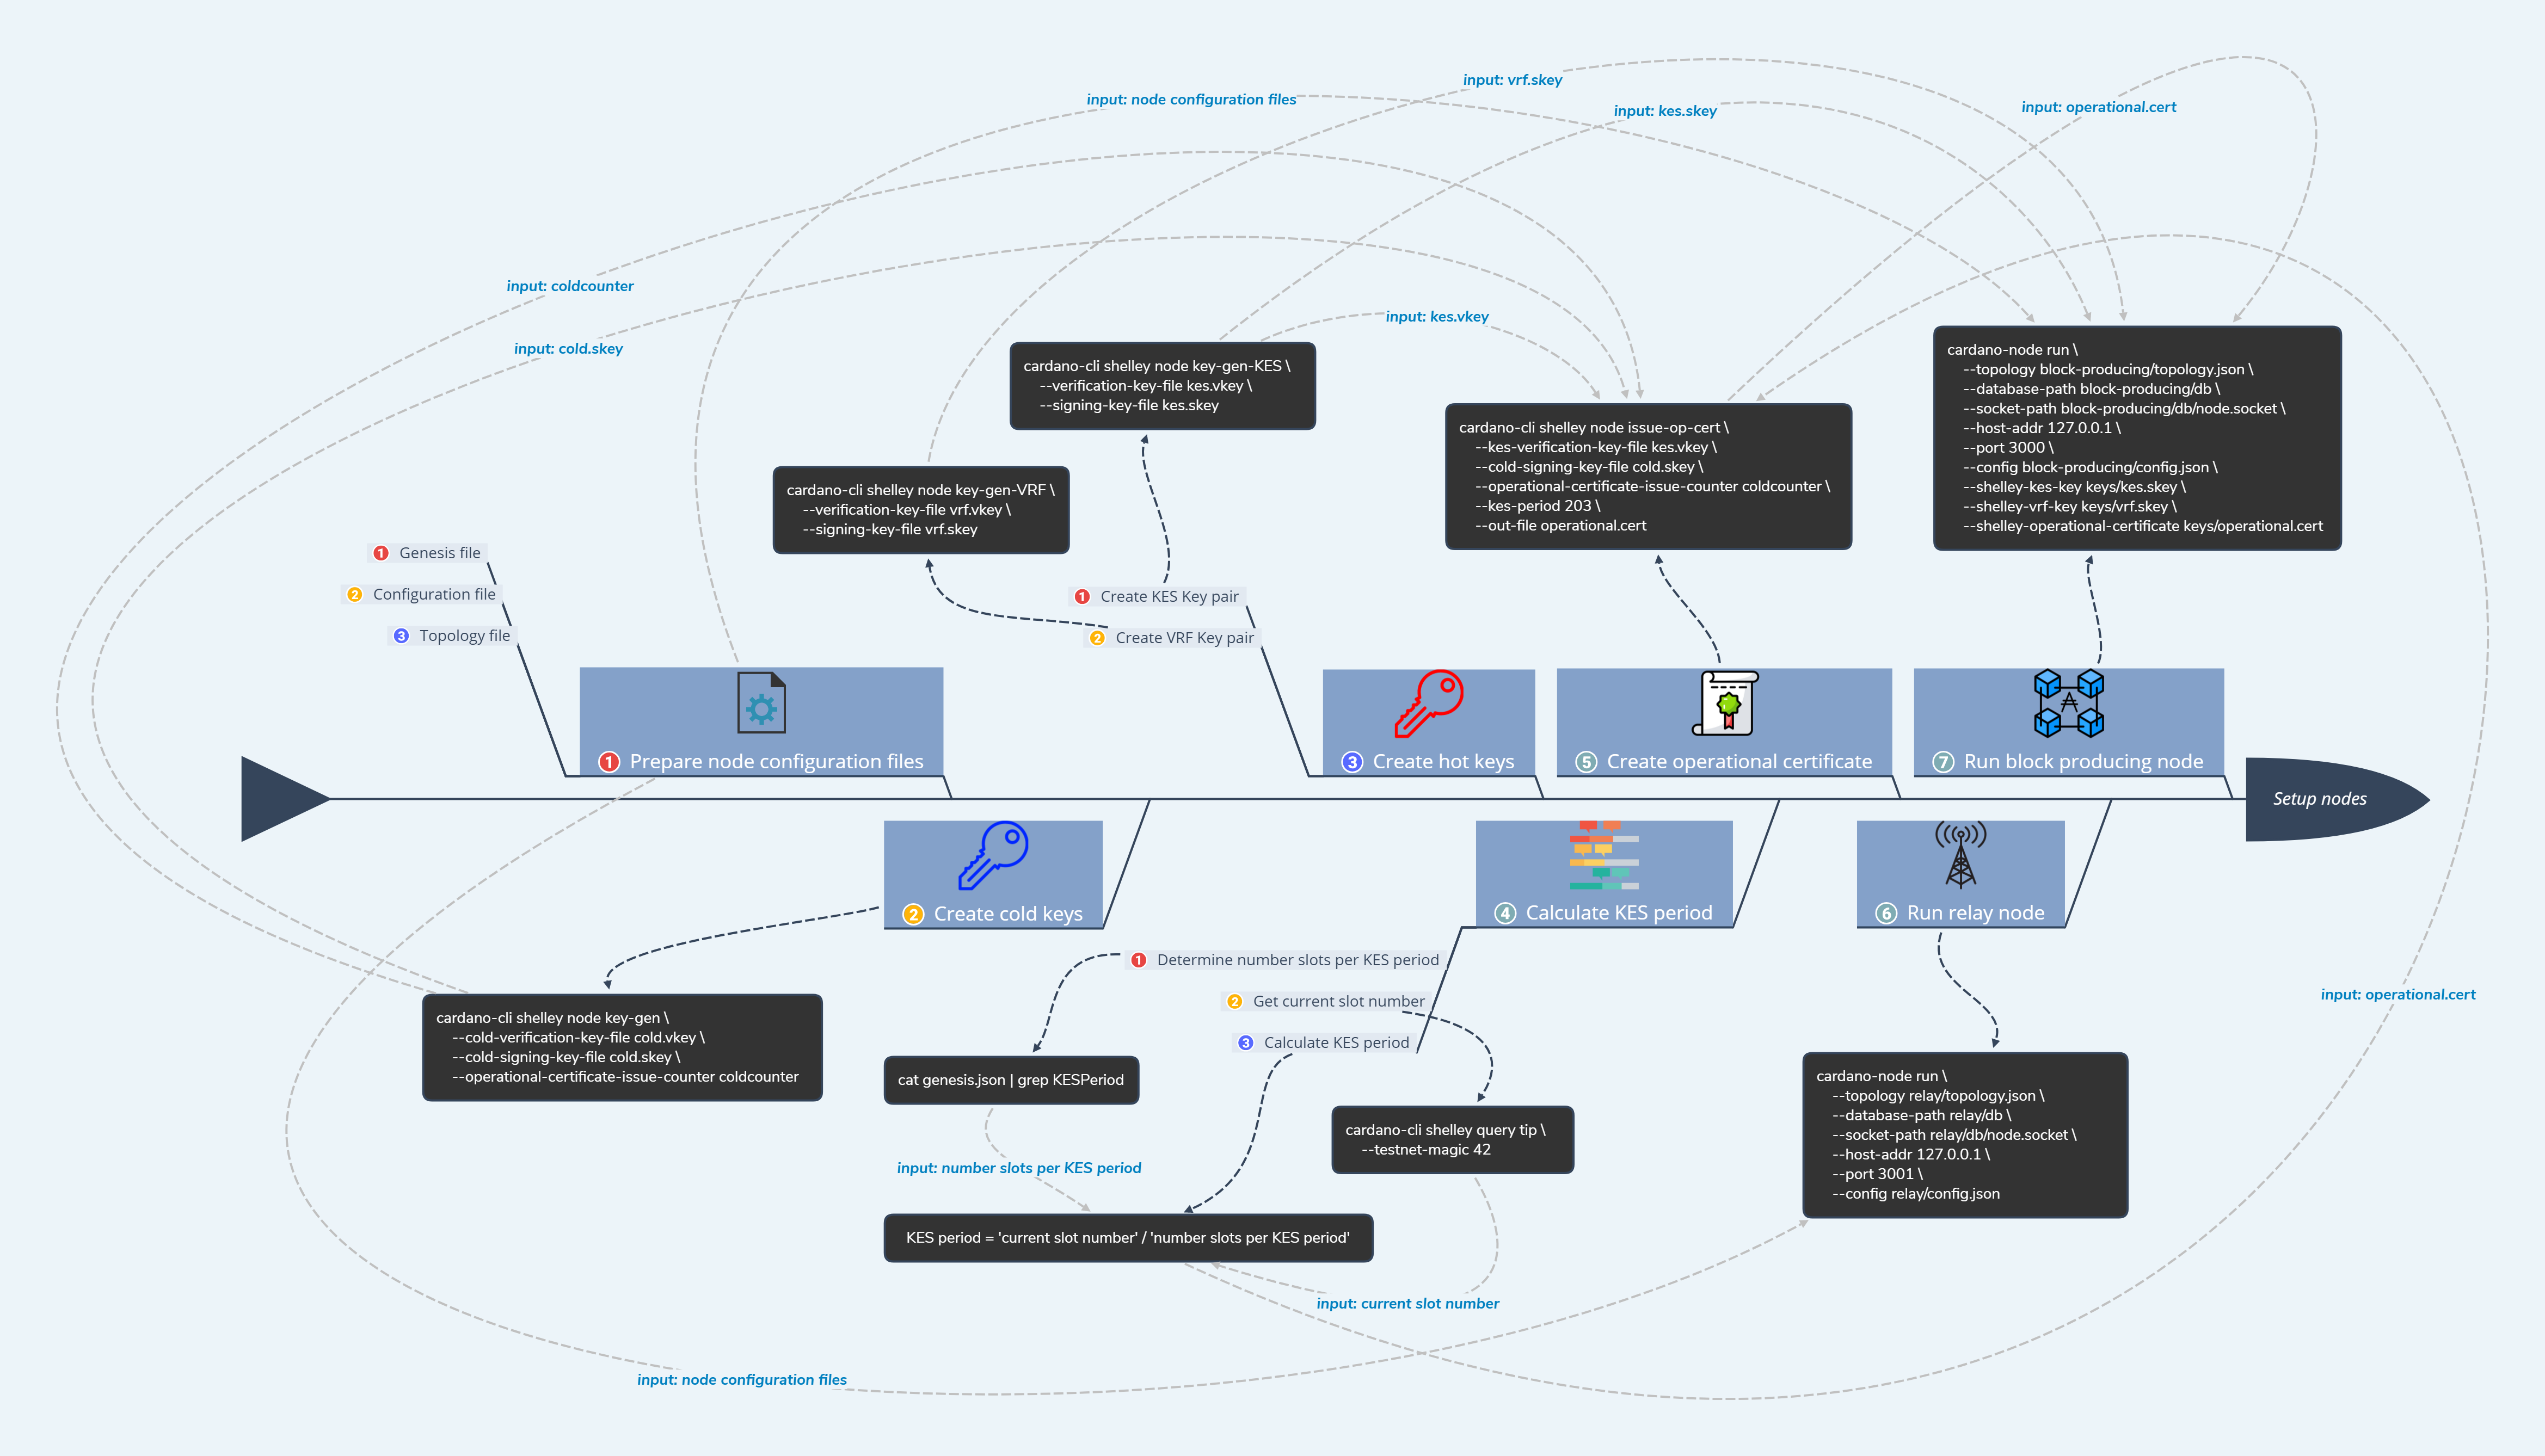 input: vrf.skey
input: node configuration files
input: kes.skey
input: operational.cert
input: coldcounter
input: kes.vkey
input: cold.skey
cardano-cli shelley node key-gen-KES \
--verification-key-file kes.vkey \
--signing-key-file kes.skey
cardano-node run \
--topology block-producing/topology.json \
--database-path block-producing/db \
--socket-path block-producing/db/node.socket \
--host-addr 127.0.0.1 \
--port 3000 \
--config block-producing/config.json \
--shelley-kes-key keys/kes.skey \
--shelley-vrf-key keys/vrf.skey \
--shelley-operational-certificate keys/operational.cert
cardano-cli shelley node issue-op-cert \
--kes-verification-key-file kes.vkey \
--cold-signing-key-file cold.skey \
--operational-certificate-issue-counter coldcounter \
--kes-period 203 \
--out-file operational.cert
cardano-cli shelley node key-gen-VRF \
--verification-key-file vrf.vkey \
--signing-key-file vrf.skey
1 Genesis file
2 Configuration file
3 Topology file
1 Create KES Key pair
2 Create VRF Key pair
1 Prepare node configuration files
3 Create hot keys
5 Create operational certificate
7 Run block producing node
Setup nodes
2 Create cold keys
4 Calculate KES period
6 Run relay node
1 Determine number slots per KES period
2 Get current slot number
3 Calculate KES period
input: operational.cert
cardano-cli shelley node key-gen \
--cold-verification-key-file cold.vkey \
--cold-signing-key-file cold.skey \
--operational-certificate-issue-counter coldcounter
cat genesis.json | grep KESPeriod
cardano-cli shelley query tip \
--testnet-magic 42
cardano-node run \
--topology relay/topology.json \
--database-path relay/db \
--socket-path relay/db/node.socket \
--host-addr 127.0.0.1 \
--port 3001 \
--config relay/config.json
input: number slots per KES period
KES period = 'current slot number' / 'number slots per KES period'
input: current slot number
input: node configuration files